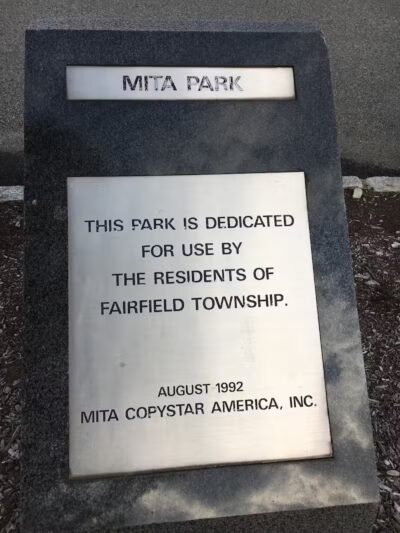 MITA PARK
THIS PARK IS DEDICATED
FOR USE BY
THE RESIDENTS OF
FAIRFIELD TOWNSHIP.
AUGUST 1992
MITA COPYSTAR AMERICA, INC.